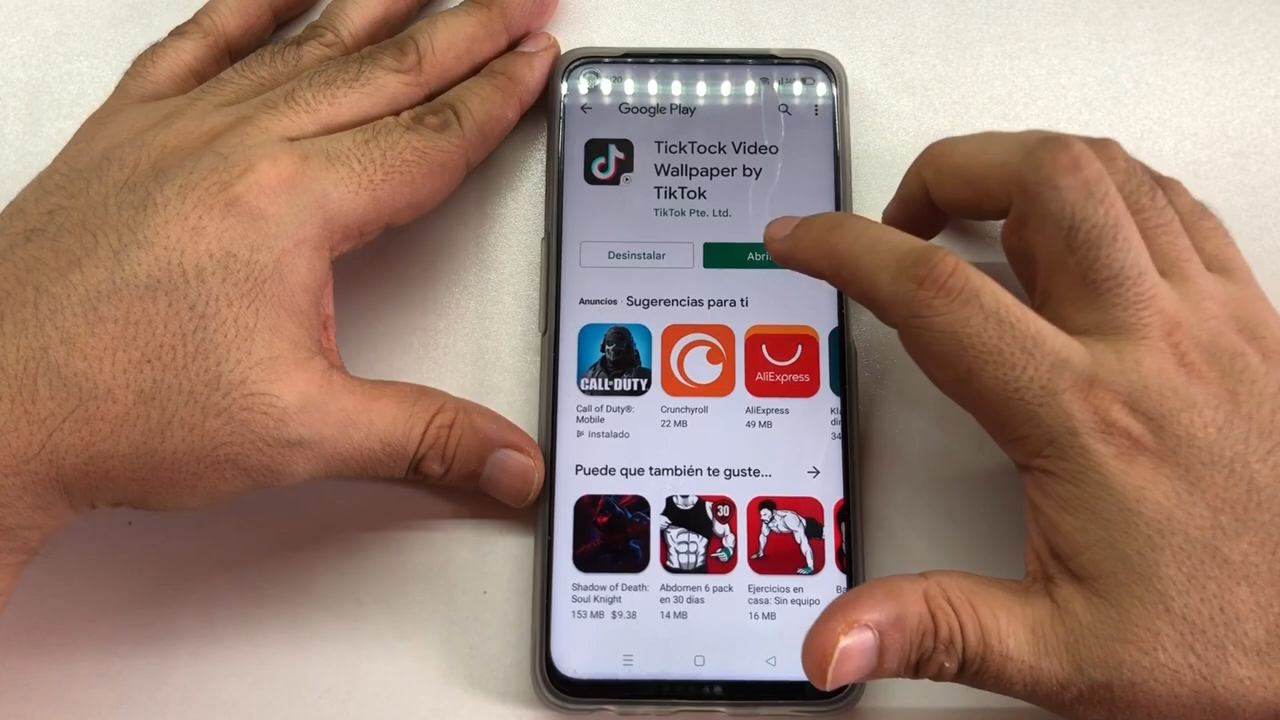 Google Play
TickTock Video
Wallpaper by
TikTok
TikTok Pte. Ltd.
Desinstalar
Anuncios · Sugerencias para ti
CALL·DUTY
AliExpress
Call of Duty®:
Mobile
Instalado
Crunchyroll
22 MB
AliExpress
49 MB
Puede que también te guste...
30
Shadow of Death:
Soul Knight
153 MB $9.38
Abdomen 6 pack
en 30 días
14 MB
Ejercicios en
casa: Sin equipo
16 MB